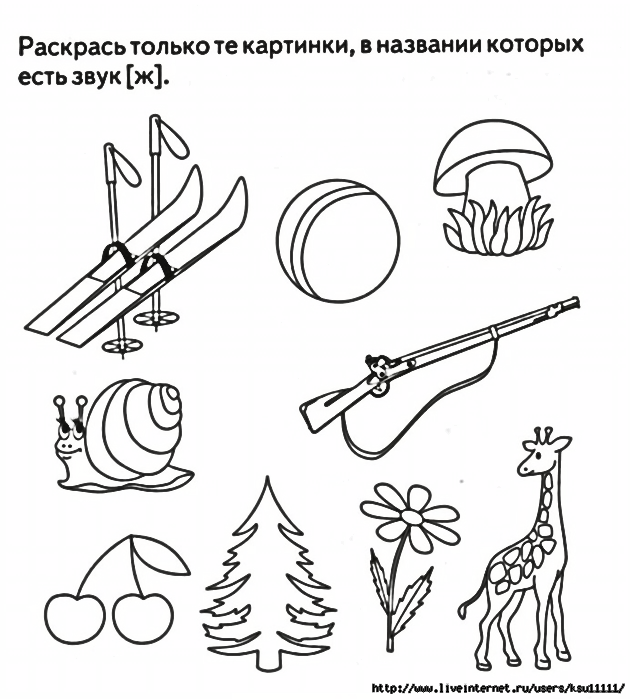 Раскрась только те картинки, в названии которых
есть звук [ж].
http://www.liveinternet.ru/users/ksu11111/